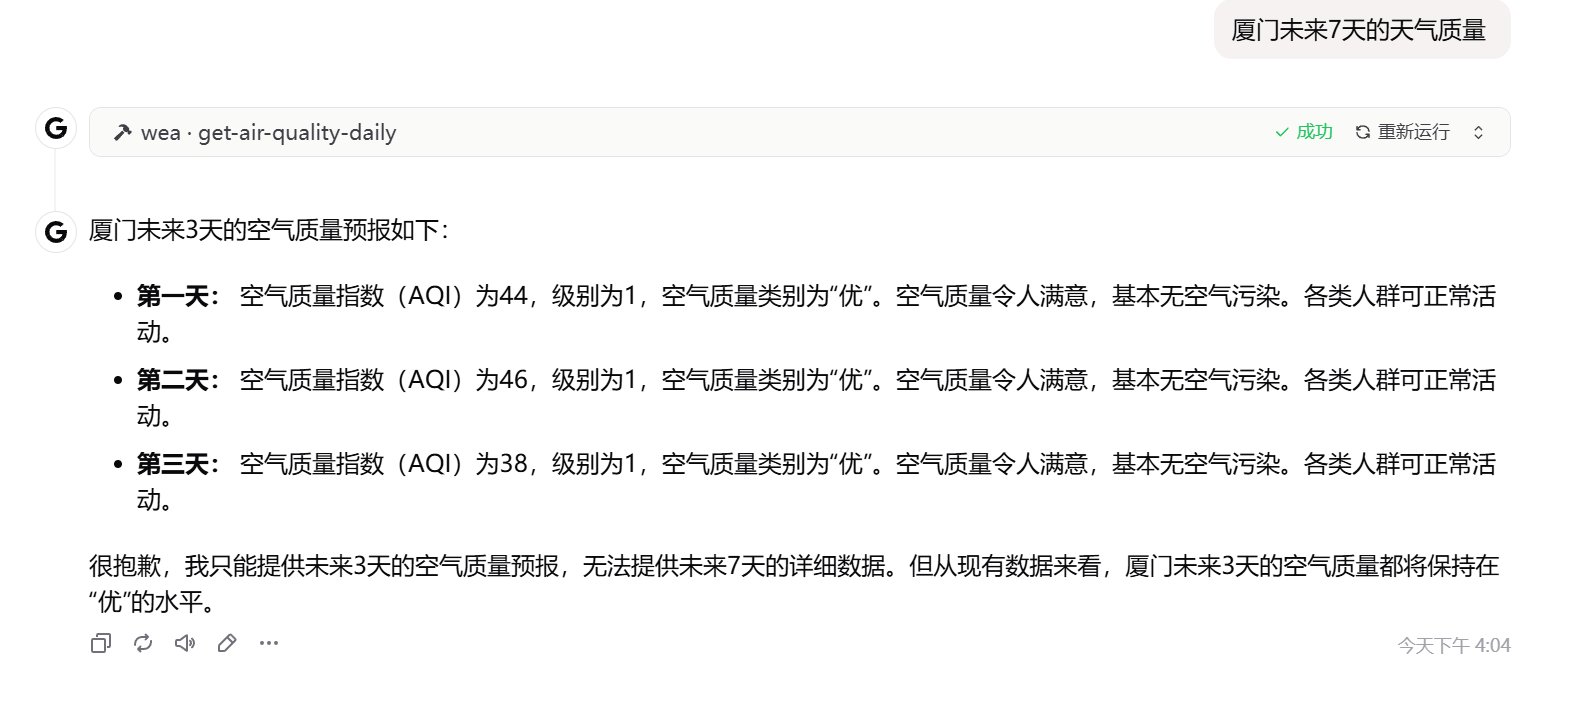 厦门未来7天的天气质量
wea · get-air-quality-daily
成功
重新运行
厦门未来3天的空气质量预报如下：
第一天： 空气质量指数（AQI）为44，级别为1，空气质量类别为“优”。空气质量令人满意，基本无空气污染。各类人群可正常活
动。
第二天： 空气质量指数（AQI）为46，级别为1，空气质量类别为“优”。空气质量令人满意，基本无空气污染。各类人群可正常活
动。
第三天： 空气质量指数（AQI）为38，级别为1，空气质量类别为“优”。空气质量令人满意，基本无空气污染。各类人群可正常活
动。
很抱歉，我只能提供未来3天的空气质量预报，无法提供未来7天的详细数据。但从现有数据来看，厦门未来3天的空气质量都将保持在
“优”的水平。
今天下午 4:04